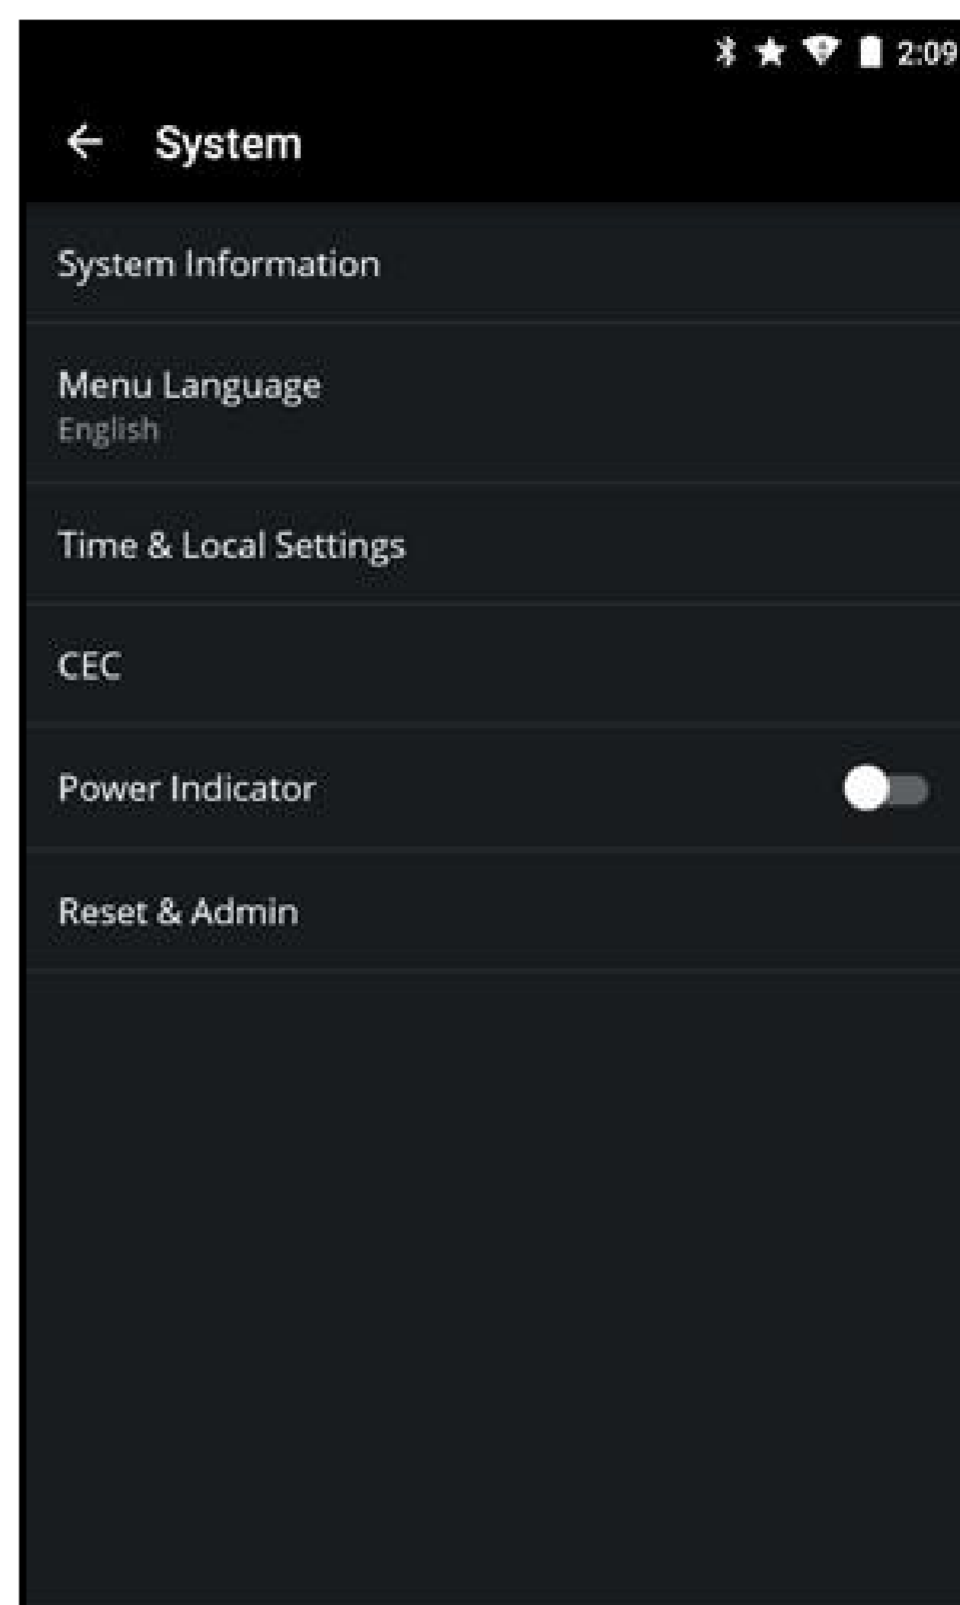 2:09
System
System Information
Menu Language
English
Time & Local Settings
CEC
Power Indicator
Reset & Admin